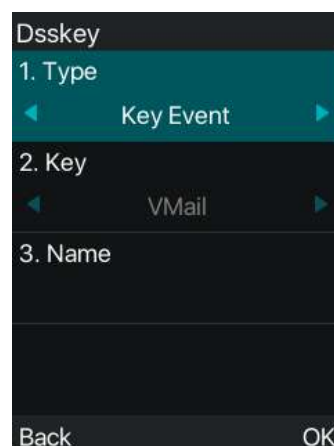 Dsskey
1. Type
Key Event
2. Key
VMail
3. Name
Back OK